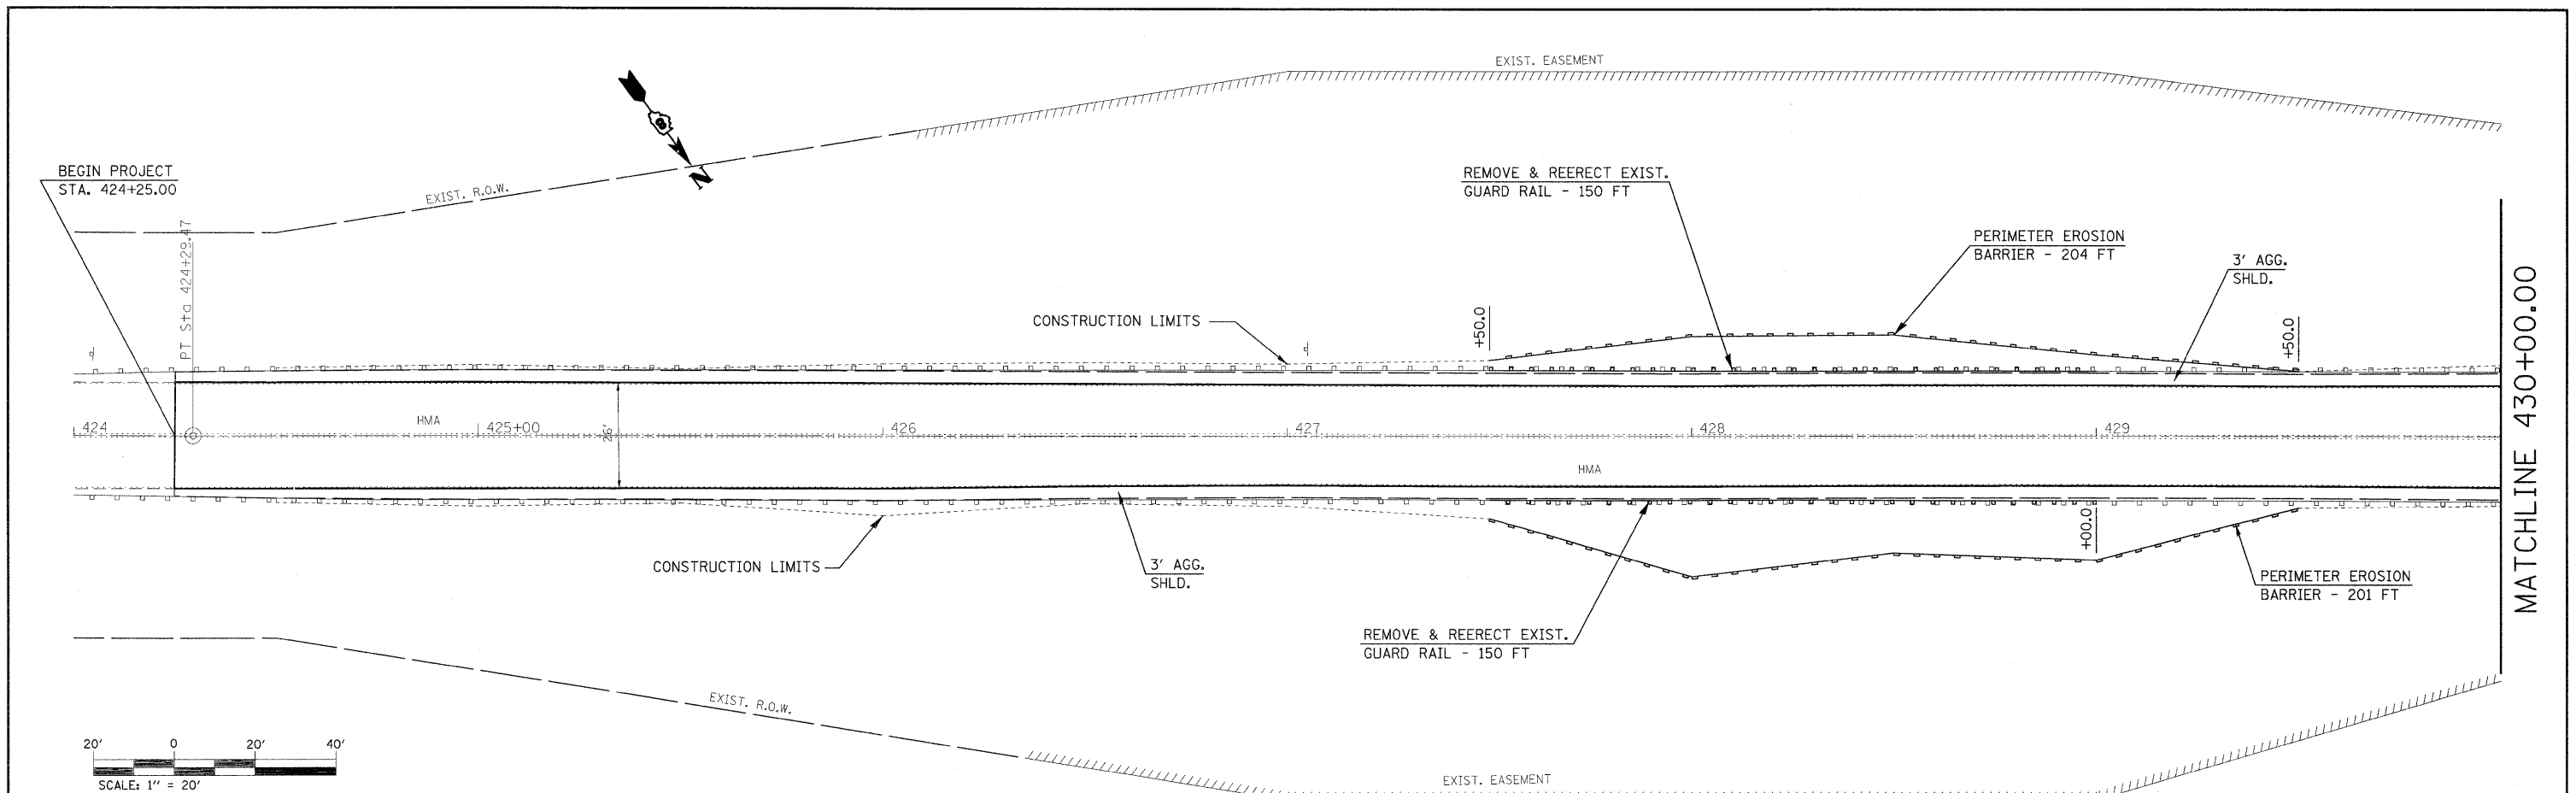 EXIST. EASEMENT
BEGIN PROJECT
STA. 424+25.00
EXIST. R.O.W.
N
PT Sta 424+29.47
REMOVE & REERECT EXIST.
GUARD RAIL - 150 FT
PERIMETER EROSION
BARRIER - 204 FT
3' AGG.
SHLD.
CONSTRUCTION LIMITS
+50.0
+50.0
MATCHLINE 430+00.00
424
HMA
425+00
26'
426
427
428
429
HMA
CONSTRUCTION LIMITS
3' AGG.
SHLD.
+00.0
PERIMETER EROSION
BARRIER - 201 FT
REMOVE & REERECT EXIST.
GUARD RAIL - 150 FT
EXIST. R.O.W.
20' 0 20' 40'
SCALE: 1" = 20'
EXIST. EASEMENT